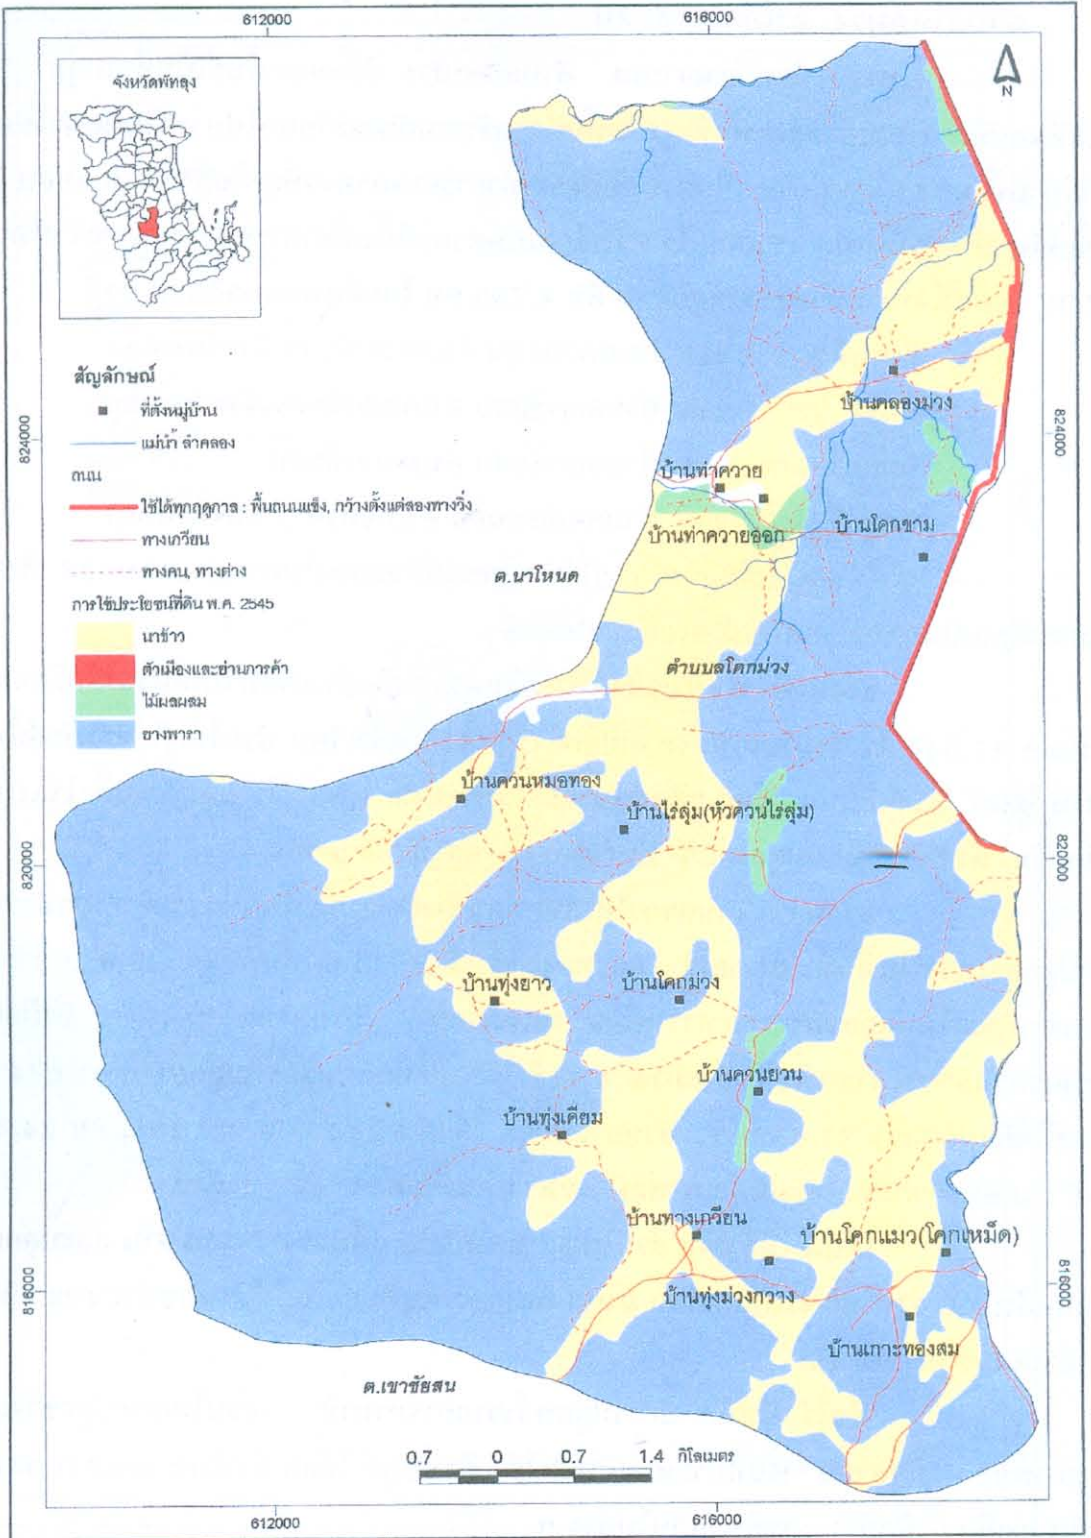 612000
616000
จังหวัดพัทลุง
N
สัญลักษณ์
ที่ตั้งหมู่บ้าน
แม่น้ำ ลำคลอง
ถนน
ใช้ได้ทุกฤดูกาล : พื้นถนนแข็ง, กว้างตั้งแต่สองทางวิ่ง
ทางเกวียน
ทางคน, ทางต่าง
การใช้ประโยชน์ที่ดิน พ.ศ. 2545
นาข้าว
ตัวเมืองและย่านการค้า
ไม้ผลผสม
ยางพารา
824000
824000
บ้านคลองม่วง
บ้านท่าควาย
บ้านท่าควายออก
บ้านโคกขาม
ต.นาโหนด
ตำบบลโคกม่วง
บ้านควนหมอทอง
บ้านไร่ลุ่ม(หัวควนไร่ลุ่ม)
820000
820000
บ้านทุ่งยาว
บ้านโคกม่วง
บ้านควนยวน
บ้านทุ่งเคียม
บ้านทางเกวียน
บ้านโคกแมว(โคกเหม็ด)
บ้านทุ่งม่วงกวาง
816000
816000
บ้านเกาะทองสม
ต.เขาชัยสน
0.7 0 0.7 1.4 กิโลเมตร
612000
616000